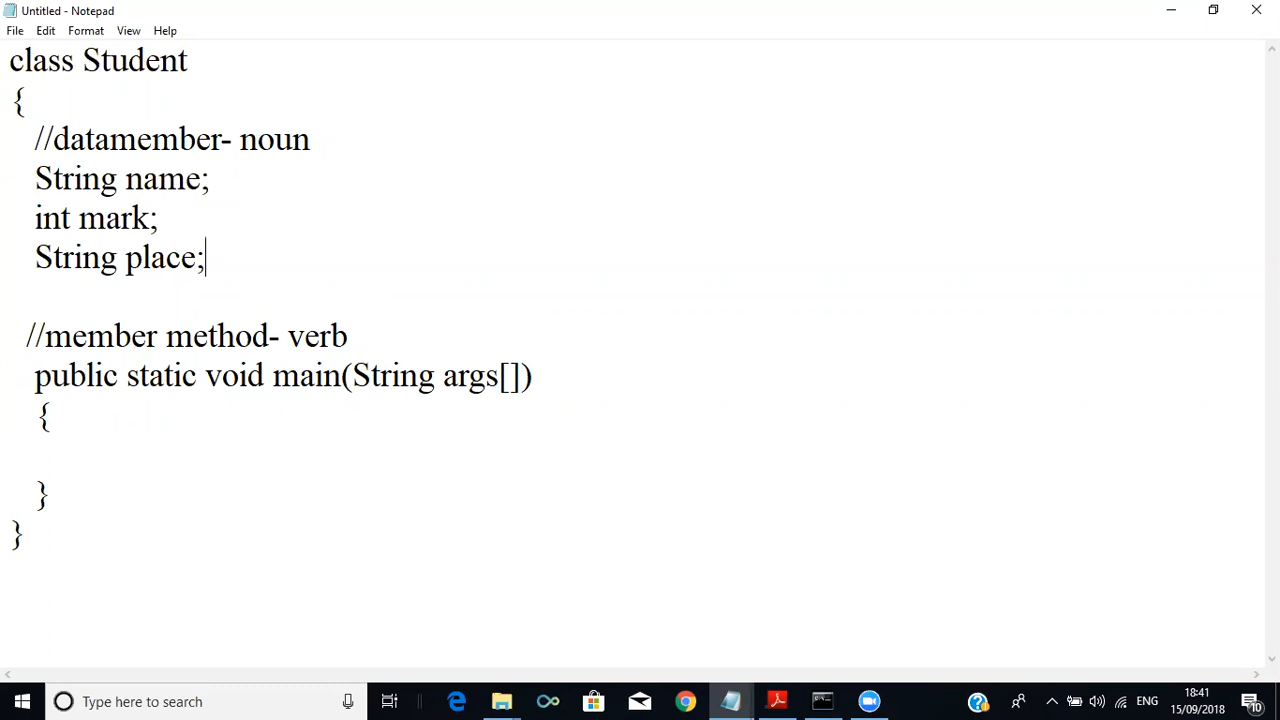 Untitled - Notepad
File Edit Format View Help
class Student
{
//datamember- noun
String name;
int mark;
String place;
//member method- verb
public static void main(String args[])
{
}
}
Type here to search
ENG
18:41
15/09/2018
10